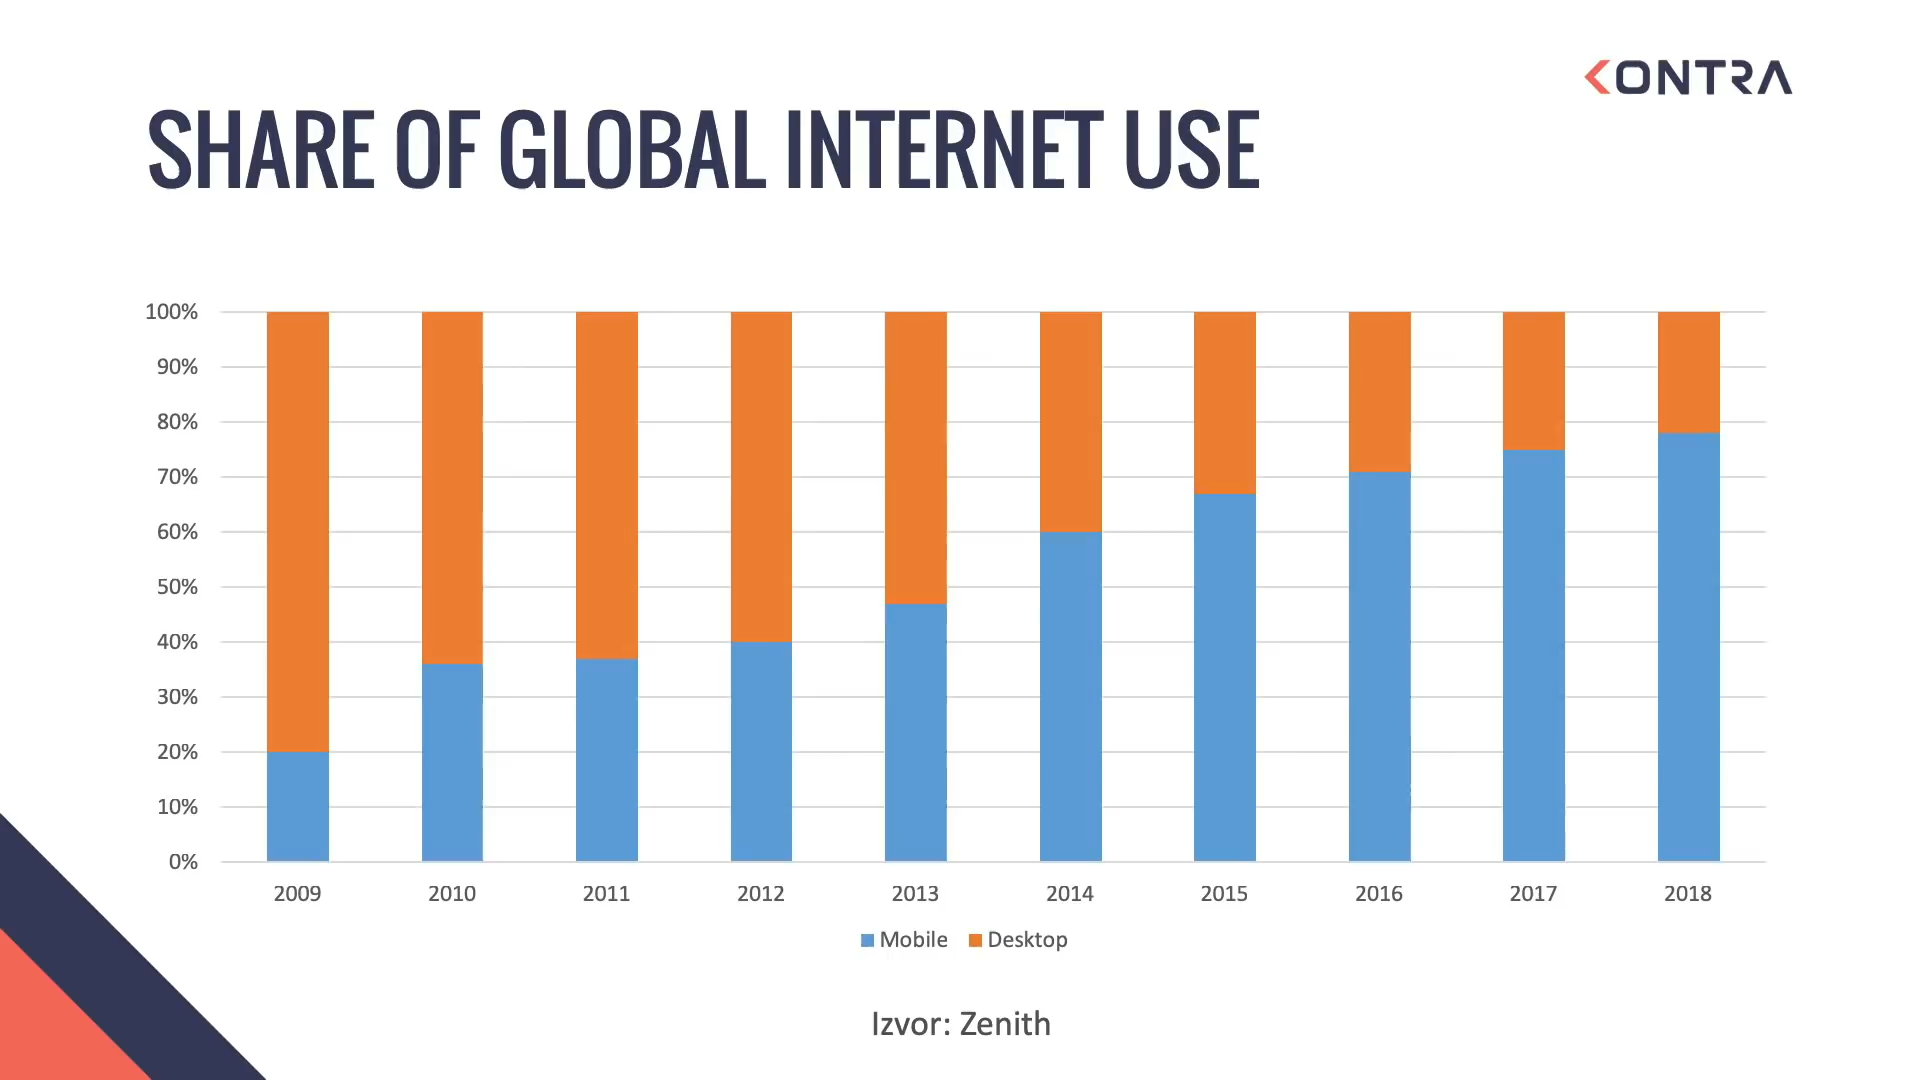 KONTRA
SHARE OF GLOBAL INTERNET USE
100%
90%
80%
70%
60%
50%
40%
30%
20%
10%
0%
2009 2010 2011 2012 2013 2014 2015 2016 2017 2018
Mobile Desktop
Izvor: Zenith